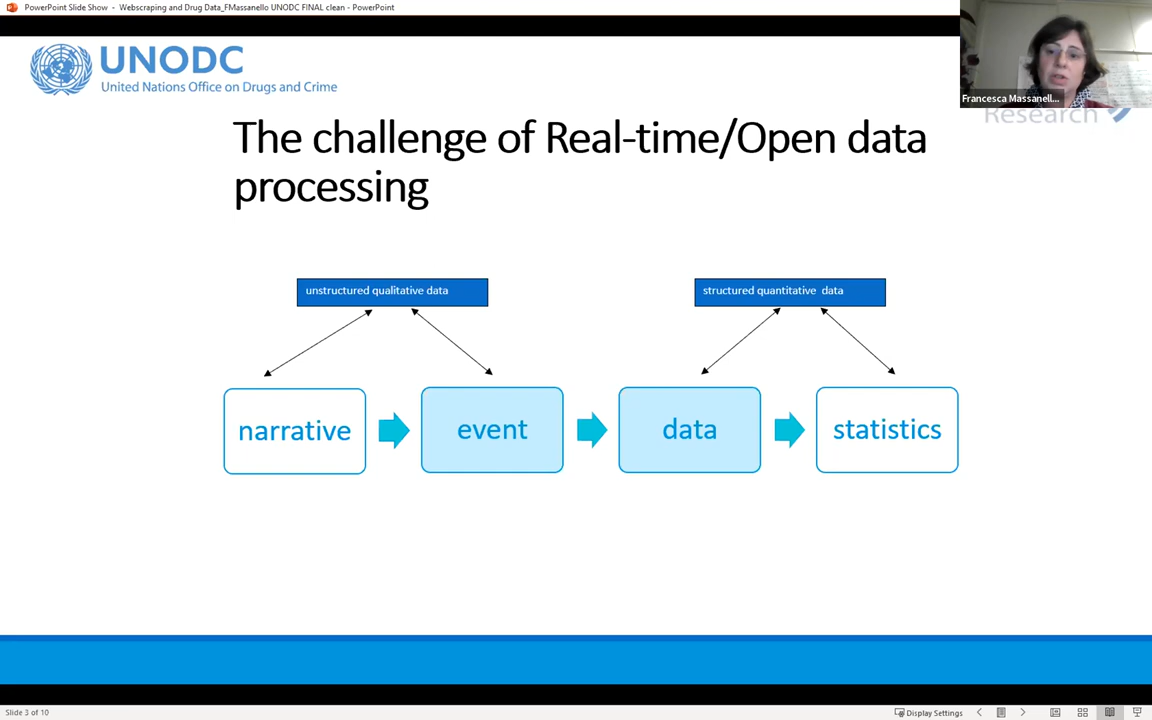 PowerPoint Slide Show - Webscraping and Drug Data_FMassanello UNODC FINAL clean - PowerPoint
UNODC
United Nations Office on Drugs and Crime
Francesca Massanell...
Research
The challenge of Real-time/Open data
processing
unstructured qualitative data
structured quantitative data
narrative
event
data
statistics
Slide 3 of 10
Display Settings